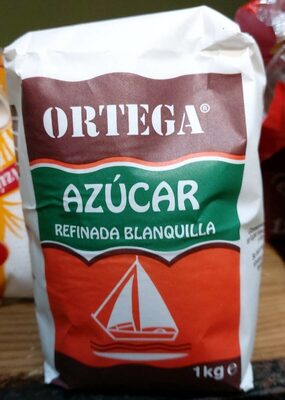 ORTEGA®
AZÚCAR
REFINADA BLANQUILLA
1kg e